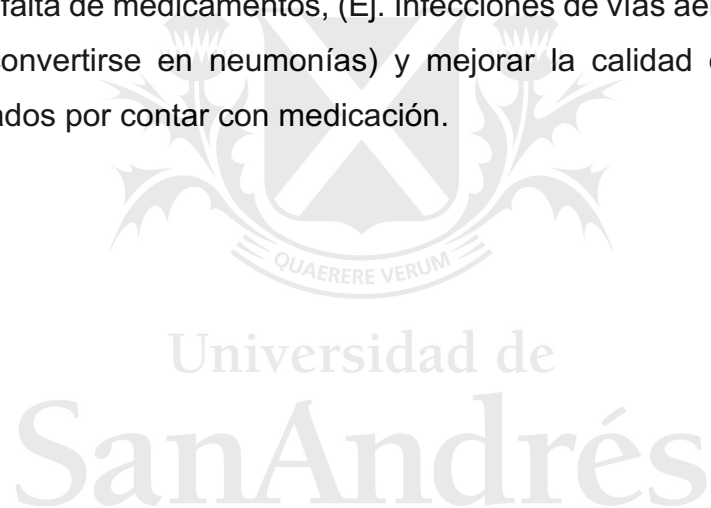 falta de medicamentos, (Ej. Infecciones de vías
onvertirse en neumonías) y mejorar la calidad
ados por contar con medicación.
QUAERERE VERUM
Universidad de
SanAndrés